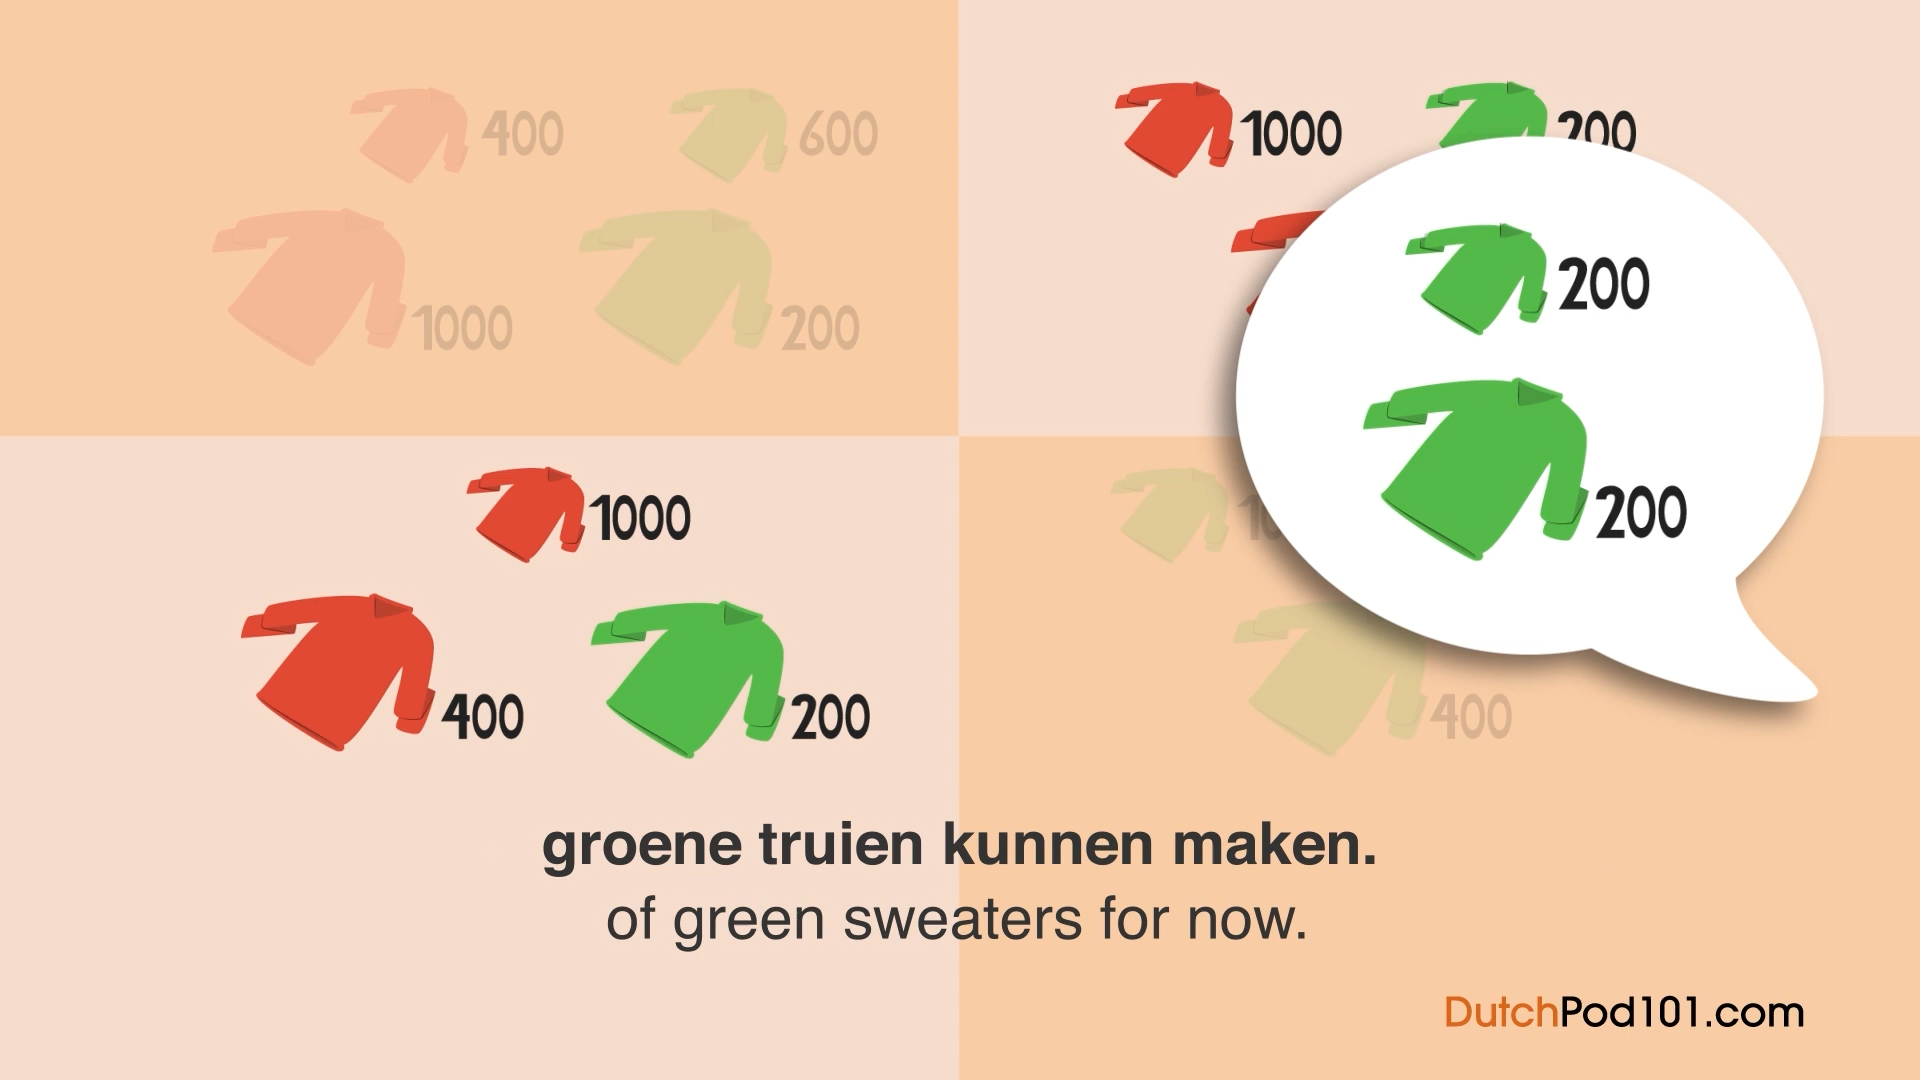 400 600
1000 200
1000 200
200
200
1000
400 200
400
groene truien kunnen maken.
of green sweaters for now.
DutchPod101.com